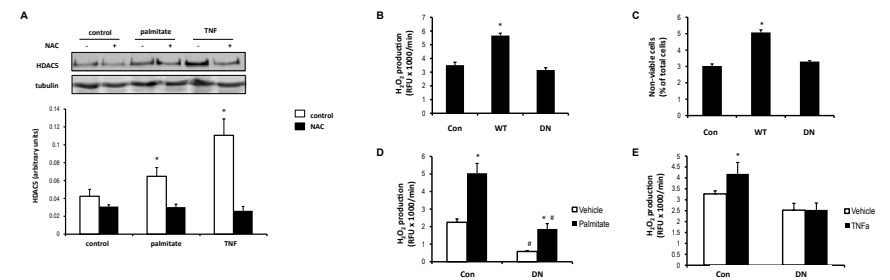 A
control palmitate TNF
NAC - + - + - +
HDAC5
tubulin
HDAC5 (arbitrary units)
0.14
0.12
0.1
0.08
0.06
0.04
0.02
0
*
*
control palmitate TNF
control
NAC
B
H₂O₂ production
(RFU x 1000/min)
7
6
5
4
3
2
1
0
*
Con WT DN
C
Non-viable cells
(% of total cells)
6
5
4
3
2
1
0
*
Con WT DN
D
H₂O₂ production
(RFU x 1000/min)
6
5
4
3
2
1
0
*
#
* #
Con DN
Vehicle
Palmitate
E
H₂O₂ production
(RFU x 1000/min)
5
4.5
4
3.5
3
2.5
2
1.5
1
0.5
0
*
Con DN
Vehicle
TNFa